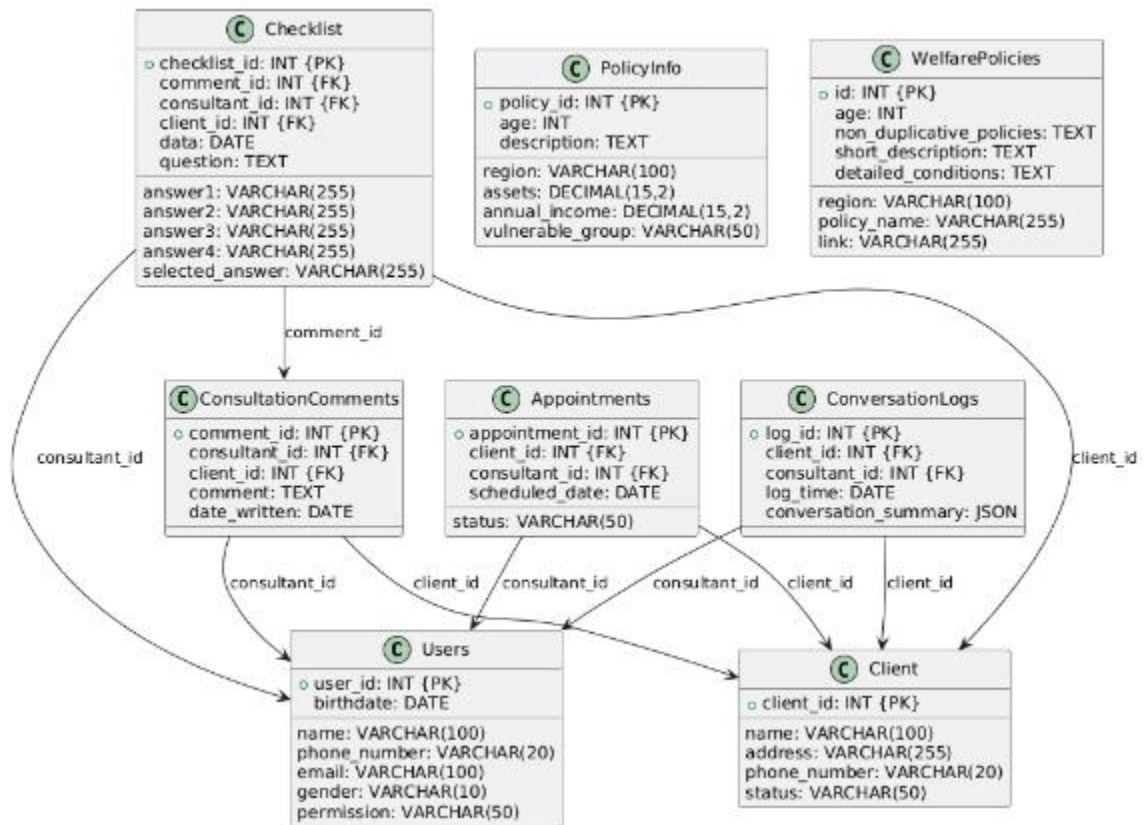 C Checklist
checklist_id: INT {PK}
comment_id: INT {FK}
consultant_id: INT {FK}
client_id: INT {FK}
data: DATE
question: TEXT
answer1: VARCHAR(255)
answer2: VARCHAR(255)
answer3: VARCHAR(255)
answer4: VARCHAR(255)
selected_answer: VARCHAR(255)
C PolicyInfo
policy_id: INT {PK}
age: INT
description: TEXT
region: VARCHAR(100)
assets: DECIMAL(15,2)
annual_income: DECIMAL(15,2)
vulnerable_group: VARCHAR(50)
C WelfarePolicies
id: INT {PK}
age: INT
non_duplicative_policies: TEXT
short_description: TEXT
detailed_conditions: TEXT
region: VARCHAR(100)
policy_name: VARCHAR(255)
link: VARCHAR(255)
comment_id
consultant_id
client_id
C ConsultationComments
comment_id: INT {PK}
consultant_id: INT {FK}
client_id: INT {FK}
comment: TEXT
date_written: DATE
C Appointments
appointment_id: INT {PK}
client_id: INT {FK}
consultant_id: INT {FK}
scheduled_date: DATE
status: VARCHAR(50)
C ConversationLogs
log_id: INT {PK}
client_id: INT {FK}
consultant_id: INT {FK}
log_time: DATE
conversation_summary: JSON
consultant_id
client_id
consultant_id
consultant_id
client_id
client_id
C Users
user_id: INT {PK}
birthdate: DATE
name: VARCHAR(100)
phone_number: VARCHAR(20)
email: VARCHAR(100)
gender: VARCHAR(10)
permission: VARCHAR(50)
C Client
client_id: INT {PK}
name: VARCHAR(100)
address: VARCHAR(255)
phone_number: VARCHAR(20)
status: VARCHAR(50)